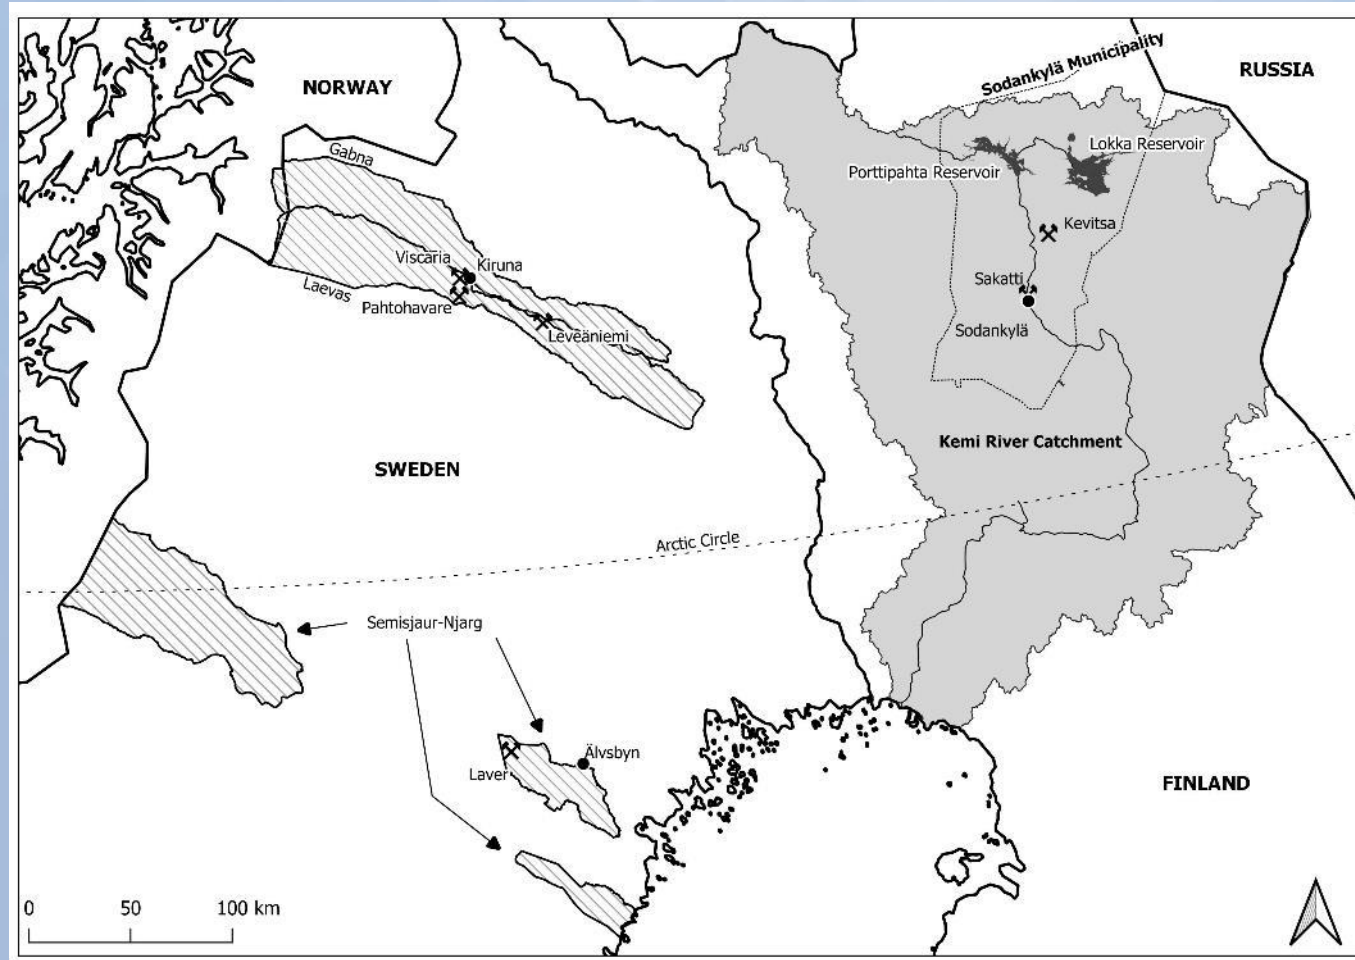 NORWAY
Sodankylä Municipality
RUSSIA
Gabna
Lokka Reservoir
Porttipahta Reservoir
Kevitsa
Viscaria
Kiruna
Laevas
Pahtohavare
Sakatti
Leveäniemi
Sodankylä
Kemi River Catchment
SWEDEN
Arctic Circle
Semisjaur-Njarg
Älvsbyn
Laver
FINLAND
0 50 100 km